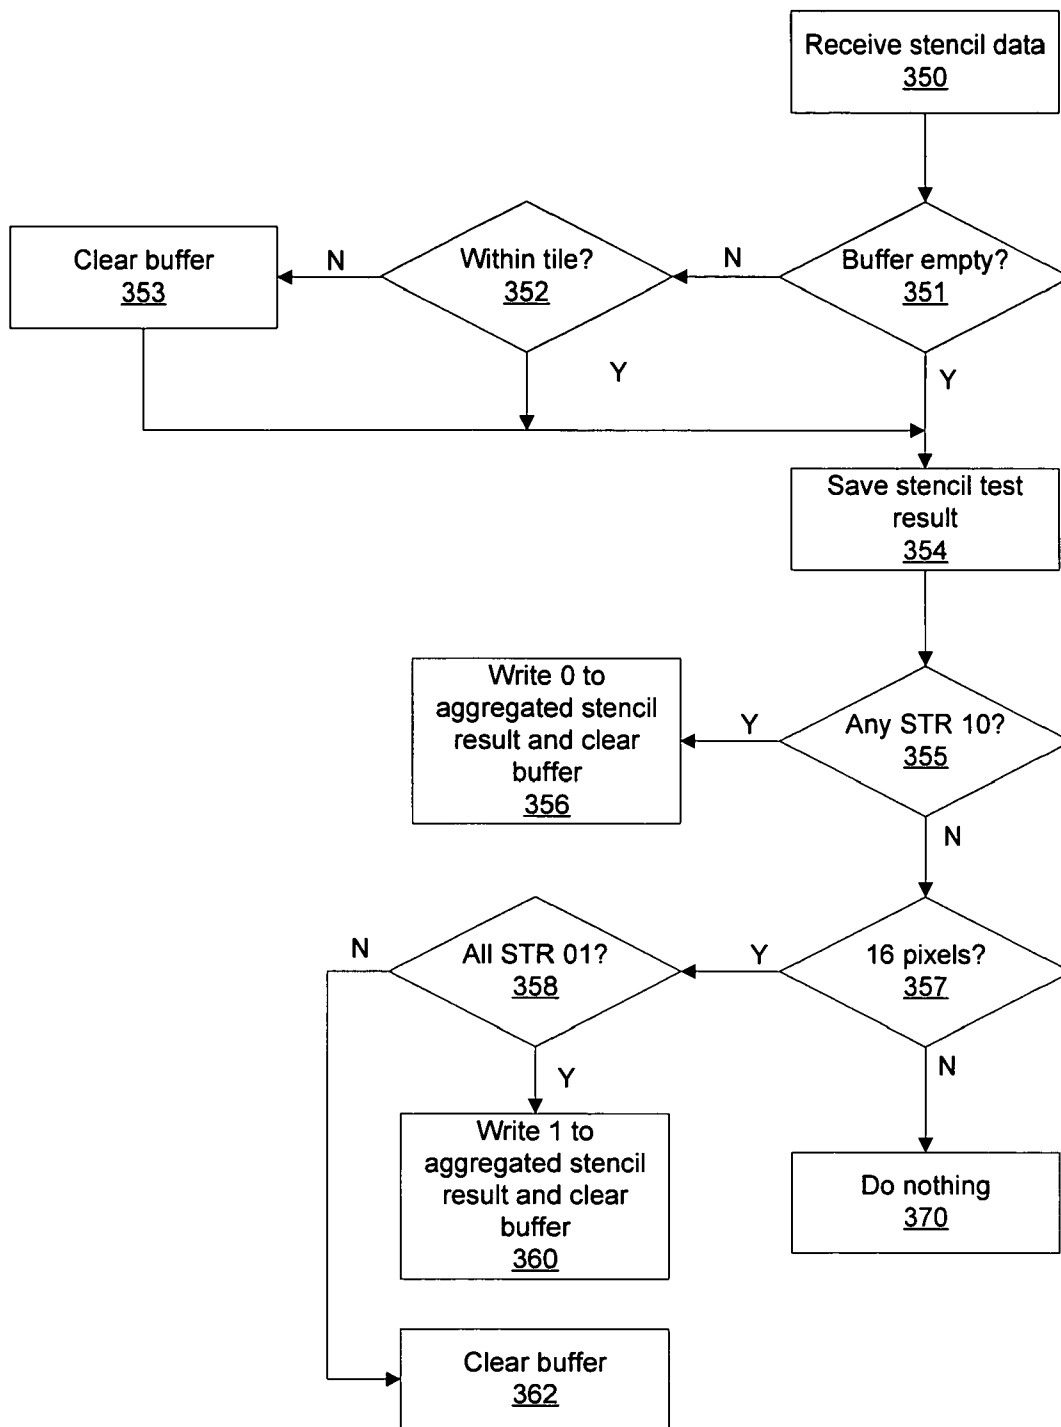 Receive stencil data
350
Clear buffer
353
N
Within tile?
352
N
Buffer empty?
351
Y
Y
Save stencil test
result
354
Write 0 to
aggregated stencil
result and clear
buffer
356
Y
Any STR 10?
355
N
N
All STR 01?
358
Y
16 pixels?
357
Y
N
Write 1 to
aggregated stencil
result and clear
buffer
360
Do nothing
370
Clear buffer
362